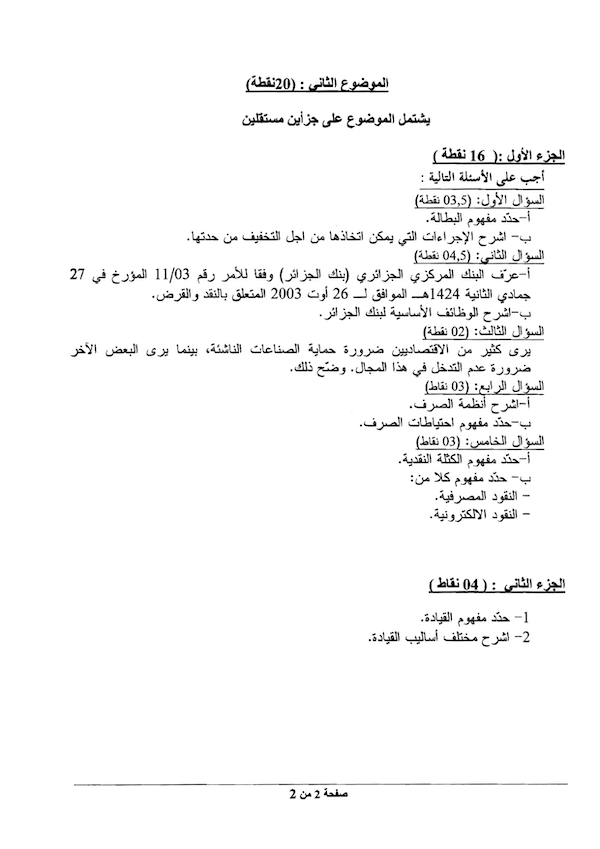 الموضوع الثاني : (20نقطة)
يشتمل الموضوع على جزأين مستقلين
الجزء الأول :( 16 نقطة )
أجب على الأسئلة التالية :
السؤال الأول: (03,5 نقطة)
أ-حدّد مفهوم البطالة.
ب- اشرح الإجراءات التي يمكن اتخاذها من اجل التخفيف من حدتها.
السؤال الثاني: (04,5 نقطة)
أ-عرّف البنك المركزي الجزائري (بنك الجزائر) وفقا للأمر رقم 11/03 المؤرخ في 27
جمادي الثانية 1424هـ الموافق لـ 26 أوت 2003 المتعلق بالنقد والقرض.
ب-اشرح الوظائف الأساسية لبنك الجزائر.
السؤال الثالث: (02 نقطة)
يرى كثير من الاقتصاديين ضرورة حماية الصناعات الناشئة، بينما يرى البعض الآخر
ضرورة عدم التدخل في هذا المجال. وضّح ذلك.
السؤال الرابع: (03 نقاط)
أ-اشرح أنظمة الصرف.
ب-حدّد مفهوم احتياطات الصرف.
السؤال الخامس: (03 نقاط)
أ-حدّد مفهوم الكتلة النقدية.
ب- حدّد مفهوم كلا من:
- النقود المصرفية.
- النقود الالكترونية.
الجزء الثاني : ( 04 نقاط )
1- حدّد مفهوم القيادة.
2- اشرح مختلف أساليب القيادة.
صفحة 2 من 2